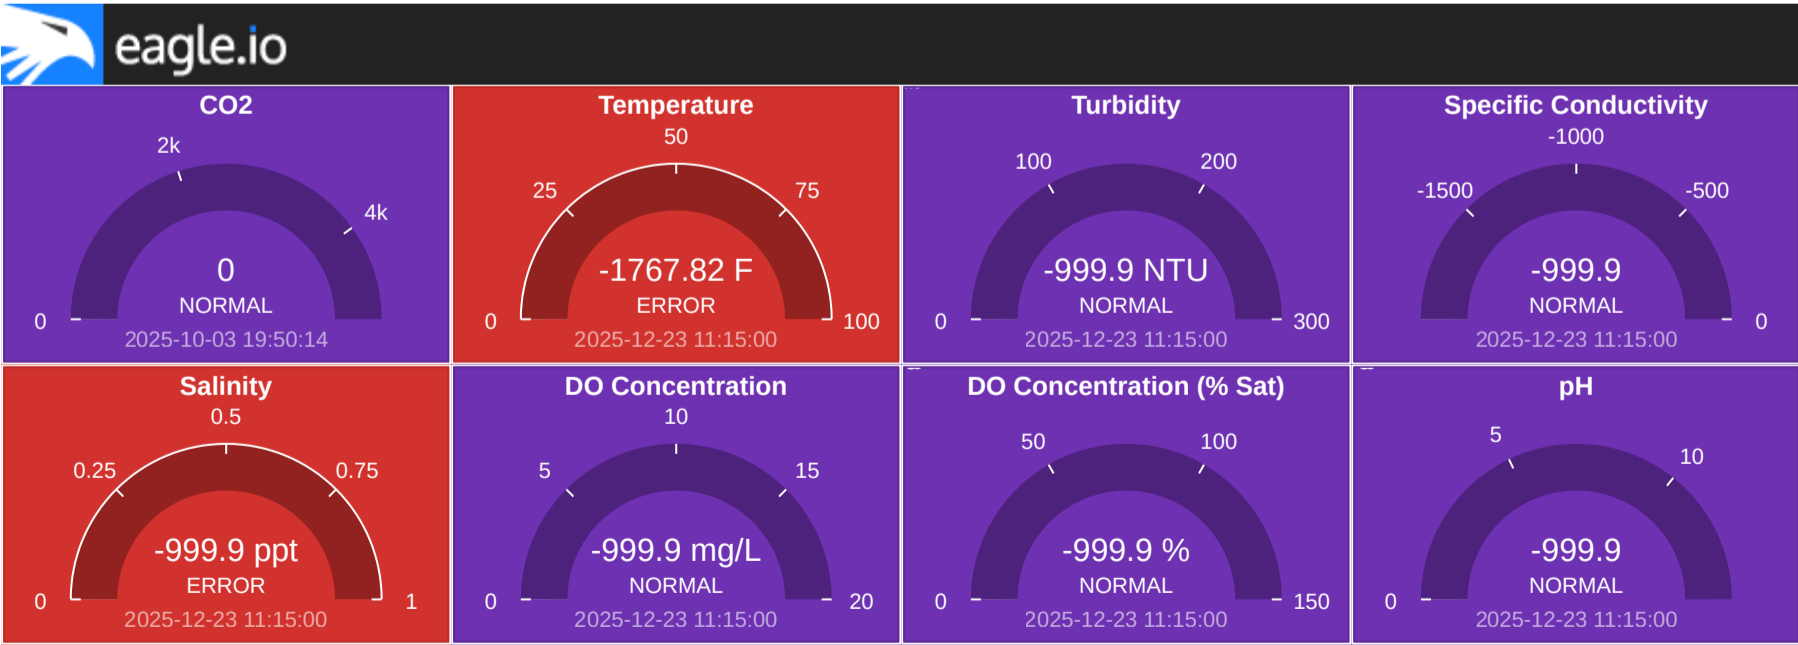 eagle.io
CO2
2k
4k
0
NORMAL
0
2025-10-03 19:50:14
Temperature
50
25
75
-1767.82 F
ERROR
0
100
2025-12-23 11:15:00
Turbidity
100
200
-999.9 NTU
NORMAL
0
300
2025-12-23 11:15:00
Specific Conductivity
-1000
-1500
-500
-999.9
NORMAL
0
2025-12-23 11:15:00
Salinity
0.5
0.25
0.75
-999.9 ppt
ERROR
0
1
2025-12-23 11:15:00
DO Concentration
10
5
15
-999.9 mg/L
NORMAL
0
20
2025-12-23 11:15:00
DO Concentration (% Sat)
50
100
-999.9 %
NORMAL
0
150
2025-12-23 11:15:00
pH
5
10
-999.9
NORMAL
0
2025-12-23 11:15:00